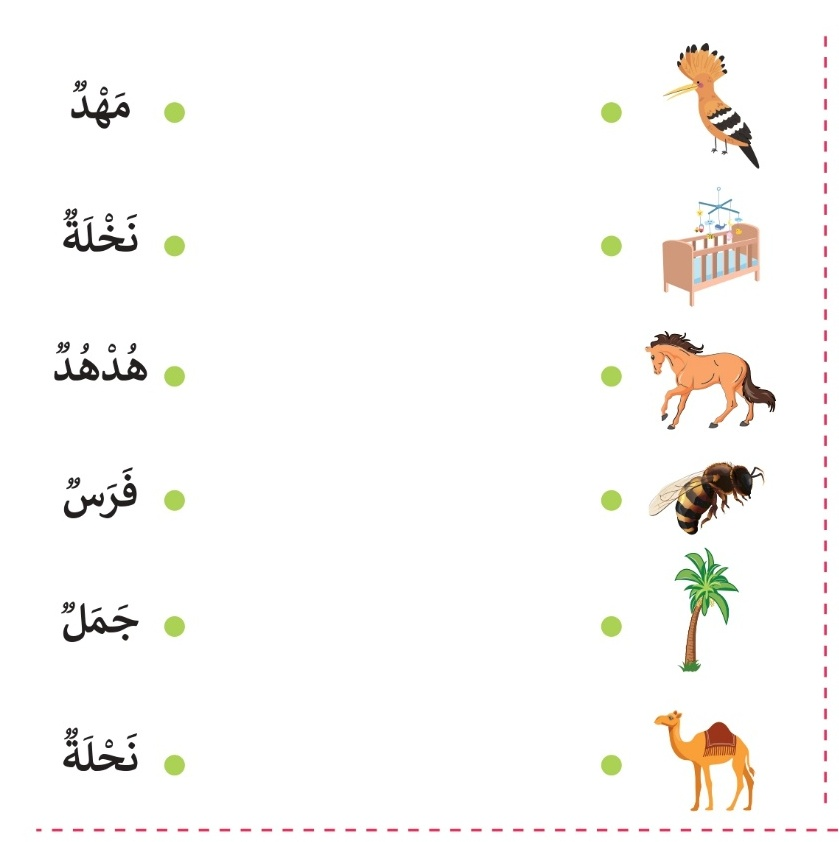 مَهْدٌ
نَخْلَةٌ
هُدْهُدٌ
فَرَسٌ
جَمَلٌ
نَحْلَةٌ